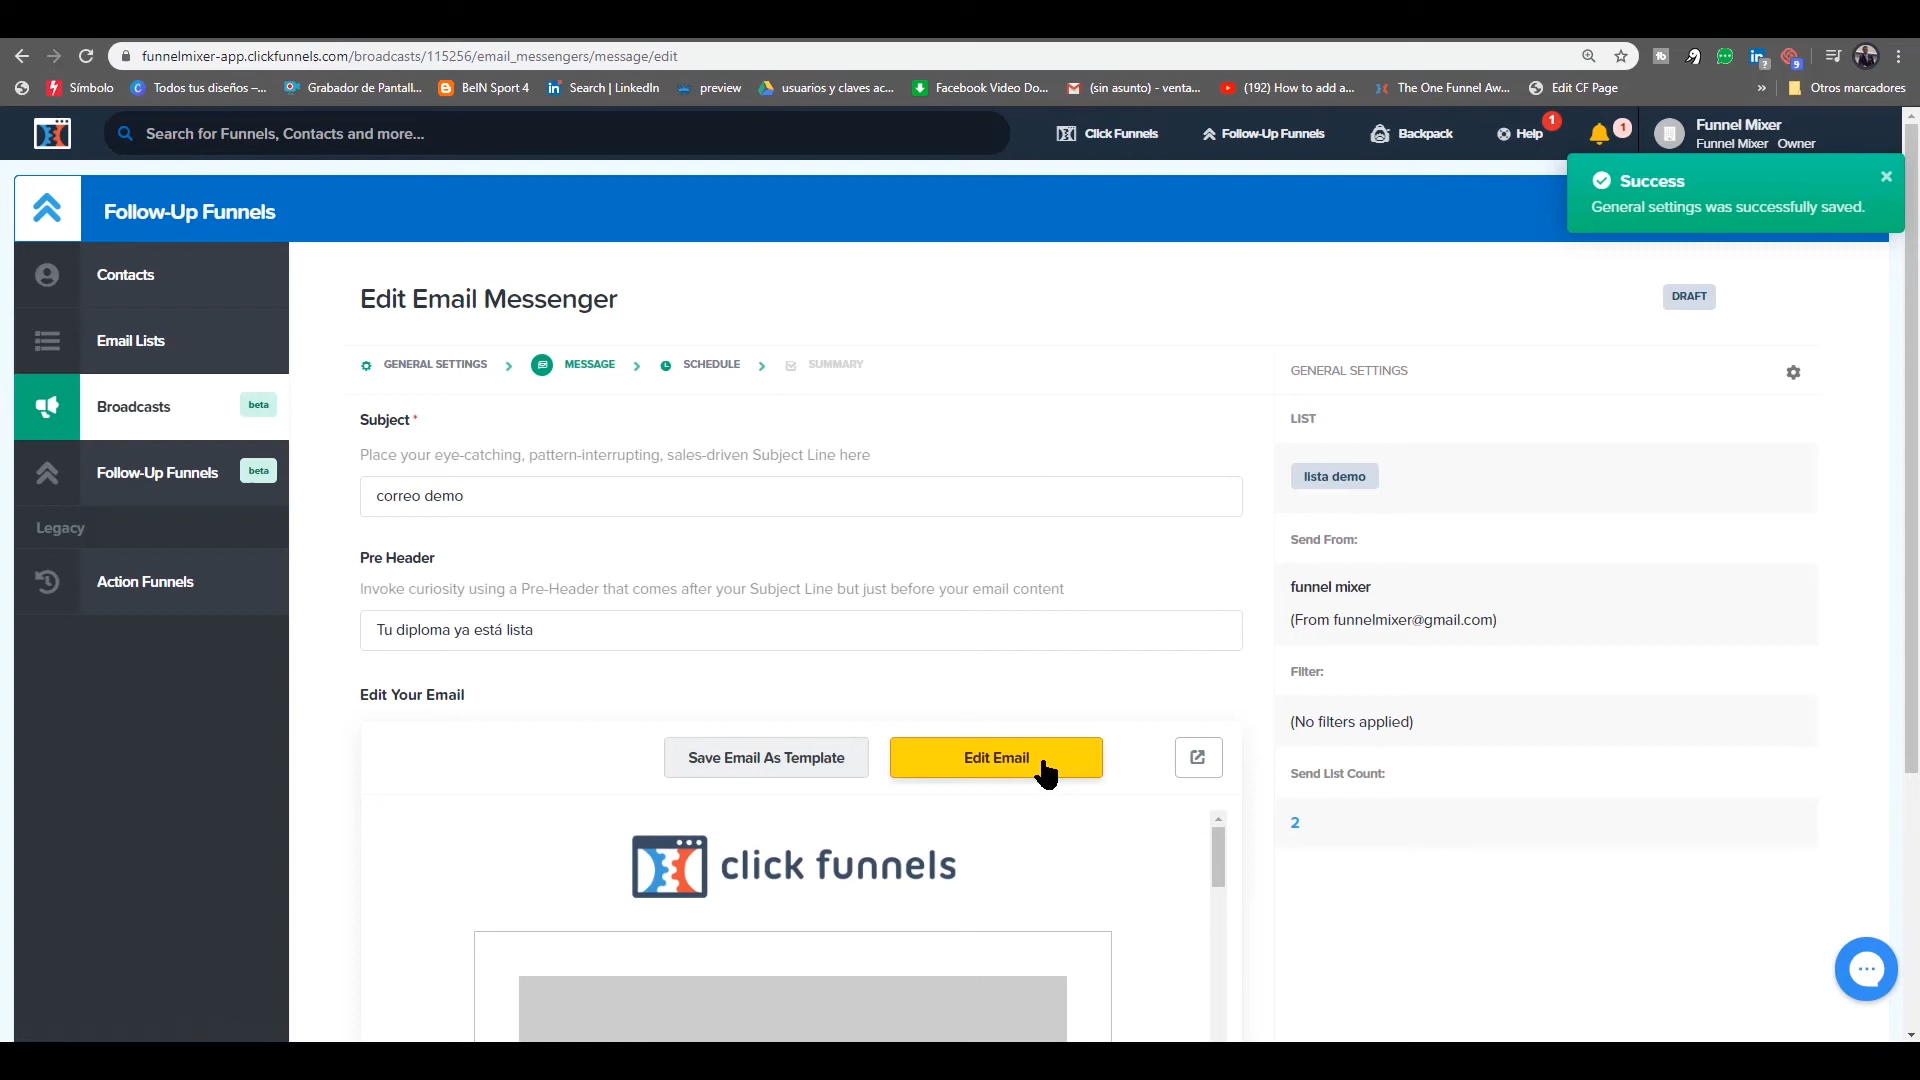 funnelmixer-app.clickfunnels.com/broadcasts/115256/email_messengers/message/edit
Símbolo
Todos tus diseños –...
Grabador de Pantall...
BeIN Sport 4
Search | LinkedIn
preview
usuarios y claves ac...
Facebook Video Do...
(sin asunto) - venta...
(192) How to add a...
The One Funnel Aw...
Edit CF Page
»
Otros marcadores
Search for Funnels, Contacts and more...
Click Funnels
Follow-Up Funnels
Backpack
Help
1
1
Funnel Mixer
Funnel Mixer Owner
Success
General settings was successfully saved.
Follow-Up Funnels
Contacts
Email Lists
Broadcasts
beta
Follow-Up Funnels
beta
Legacy
Action Funnels
Edit Email Messenger
DRAFT
GENERAL SETTINGS
MESSAGE
SCHEDULE
SUMMARY
Subject *
Place your eye-catching, pattern-interrupting, sales-driven Subject Line here
correo demo
Pre Header
Invoke curiosity using a Pre-Header that comes after your Subject Line but just before your email content
Tu diploma ya está lista
Edit Your Email
Save Email As Template
Edit Email
click funnels
GENERAL SETTINGS
LIST
lista demo
Send From:
funnel mixer
(From funnelmixer@gmail.com)
Filter:
(No filters applied)
Send List Count:
2